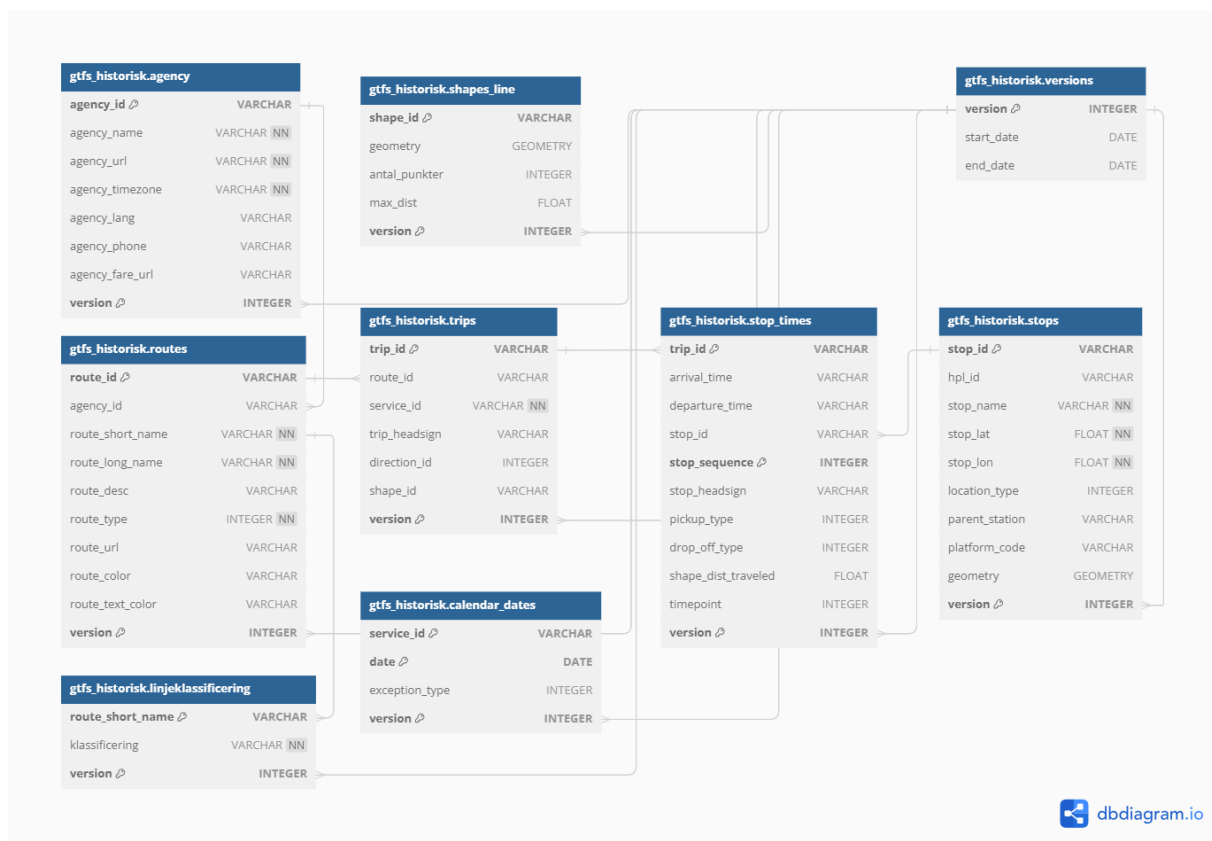 gtfs_historisk.agency
agency_id VARCHAR
agency_name VARCHAR NN
agency_url VARCHAR NN
agency_timezone VARCHAR NN
agency_lang VARCHAR
agency_phone VARCHAR
agency_fare_url VARCHAR
version INTEGER
gtfs_historisk.shapes_line
shape_id VARCHAR
geometry GEOMETRY
antal_punkter INTEGER
max_dist FLOAT
version INTEGER
gtfs_historisk.versions
version INTEGER
start_date DATE
end_date DATE
gtfs_historisk.routes
route_id VARCHAR
agency_id VARCHAR
route_short_name VARCHAR NN
route_long_name VARCHAR NN
route_desc VARCHAR
route_type INTEGER NN
route_url VARCHAR
route_color VARCHAR
route_text_color VARCHAR
version INTEGER
gtfs_historisk.trips
trip_id VARCHAR
route_id VARCHAR
service_id VARCHAR NN
trip_headsign VARCHAR
direction_id INTEGER
shape_id VARCHAR
version INTEGER
gtfs_historisk.stop_times
trip_id VARCHAR
arrival_time VARCHAR
departure_time VARCHAR
stop_id VARCHAR
stop_sequence INTEGER
stop_headsign VARCHAR
pickup_type INTEGER
drop_off_type INTEGER
shape_dist_traveled FLOAT
timepoint INTEGER
version INTEGER
gtfs_historisk.stops
stop_id VARCHAR
hpl_id VARCHAR
stop_name VARCHAR NN
stop_lat FLOAT NN
stop_lon FLOAT NN
location_type INTEGER
parent_station VARCHAR
platform_code VARCHAR
geometry GEOMETRY
version INTEGER
gtfs_historisk.calendar_dates
service_id VARCHAR
date DATE
exception_type INTEGER
version INTEGER
gtfs_historisk.linjeklassificering
route_short_name VARCHAR
klassificering VARCHAR NN
version INTEGER
dbdiagram.io